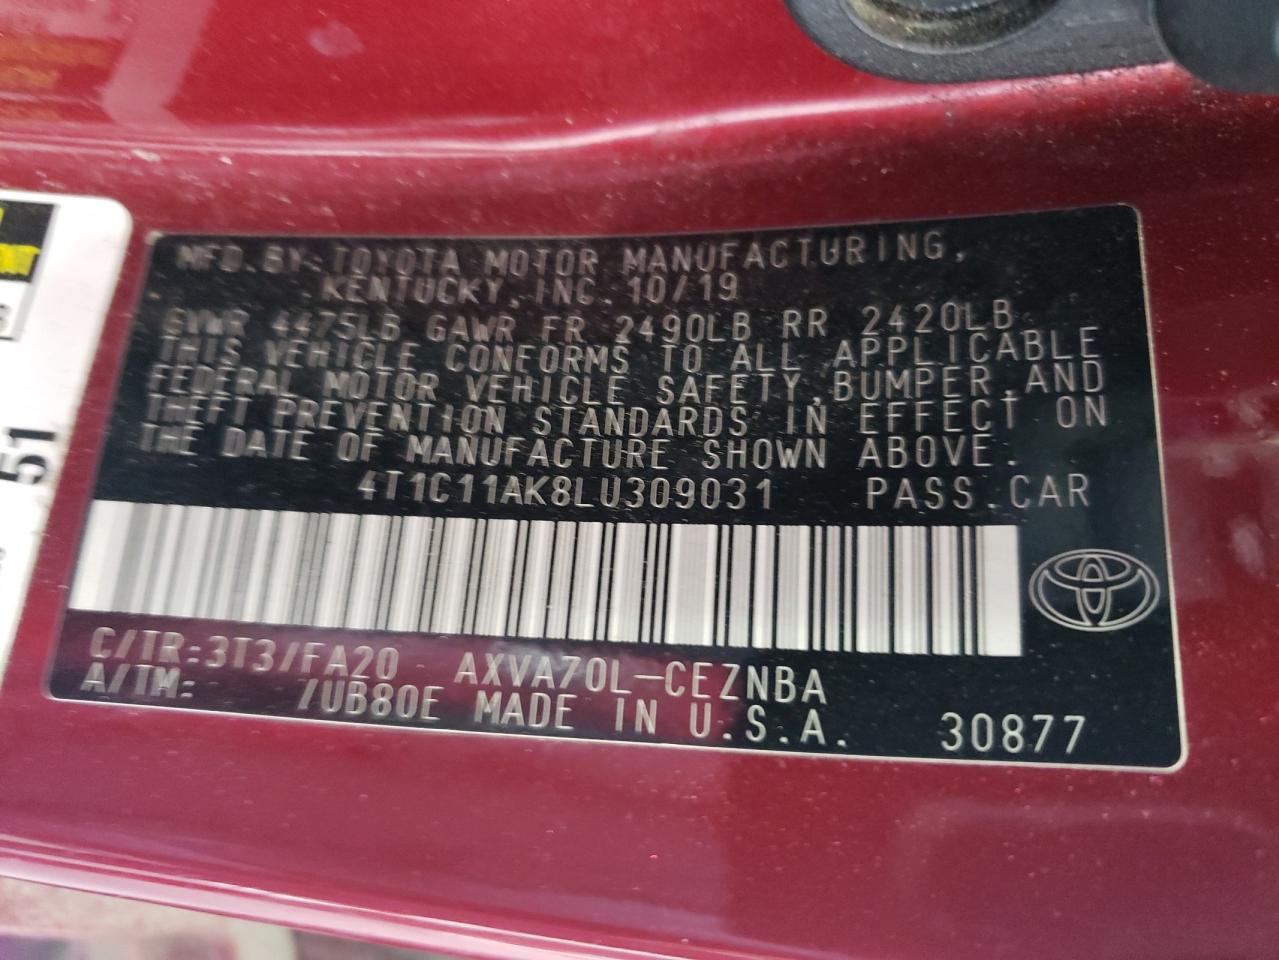 MFD. BY: TOYOTA MOTOR MANUFACTURING,
KENTUCKY, INC. 10/19
GVWR 4475LB GAWR FR 2490LB RR 2420LB
THIS VEHICLE CONFORMS TO ALL APPLICABLE
FEDERAL MOTOR VEHICLE SAFETY, BUMPER, AND
THEFT PREVENTION STANDARDS IN EFFECT ON
THE DATE OF MANUFACTURE SHOWN ABOVE.
4T1C11AK8LU309031 PASS. CAR
C/TR:3T3/FA20 AXVA70L-CEZNBA
A/TM: /UB80E MADE IN U.S.A. 30877
51